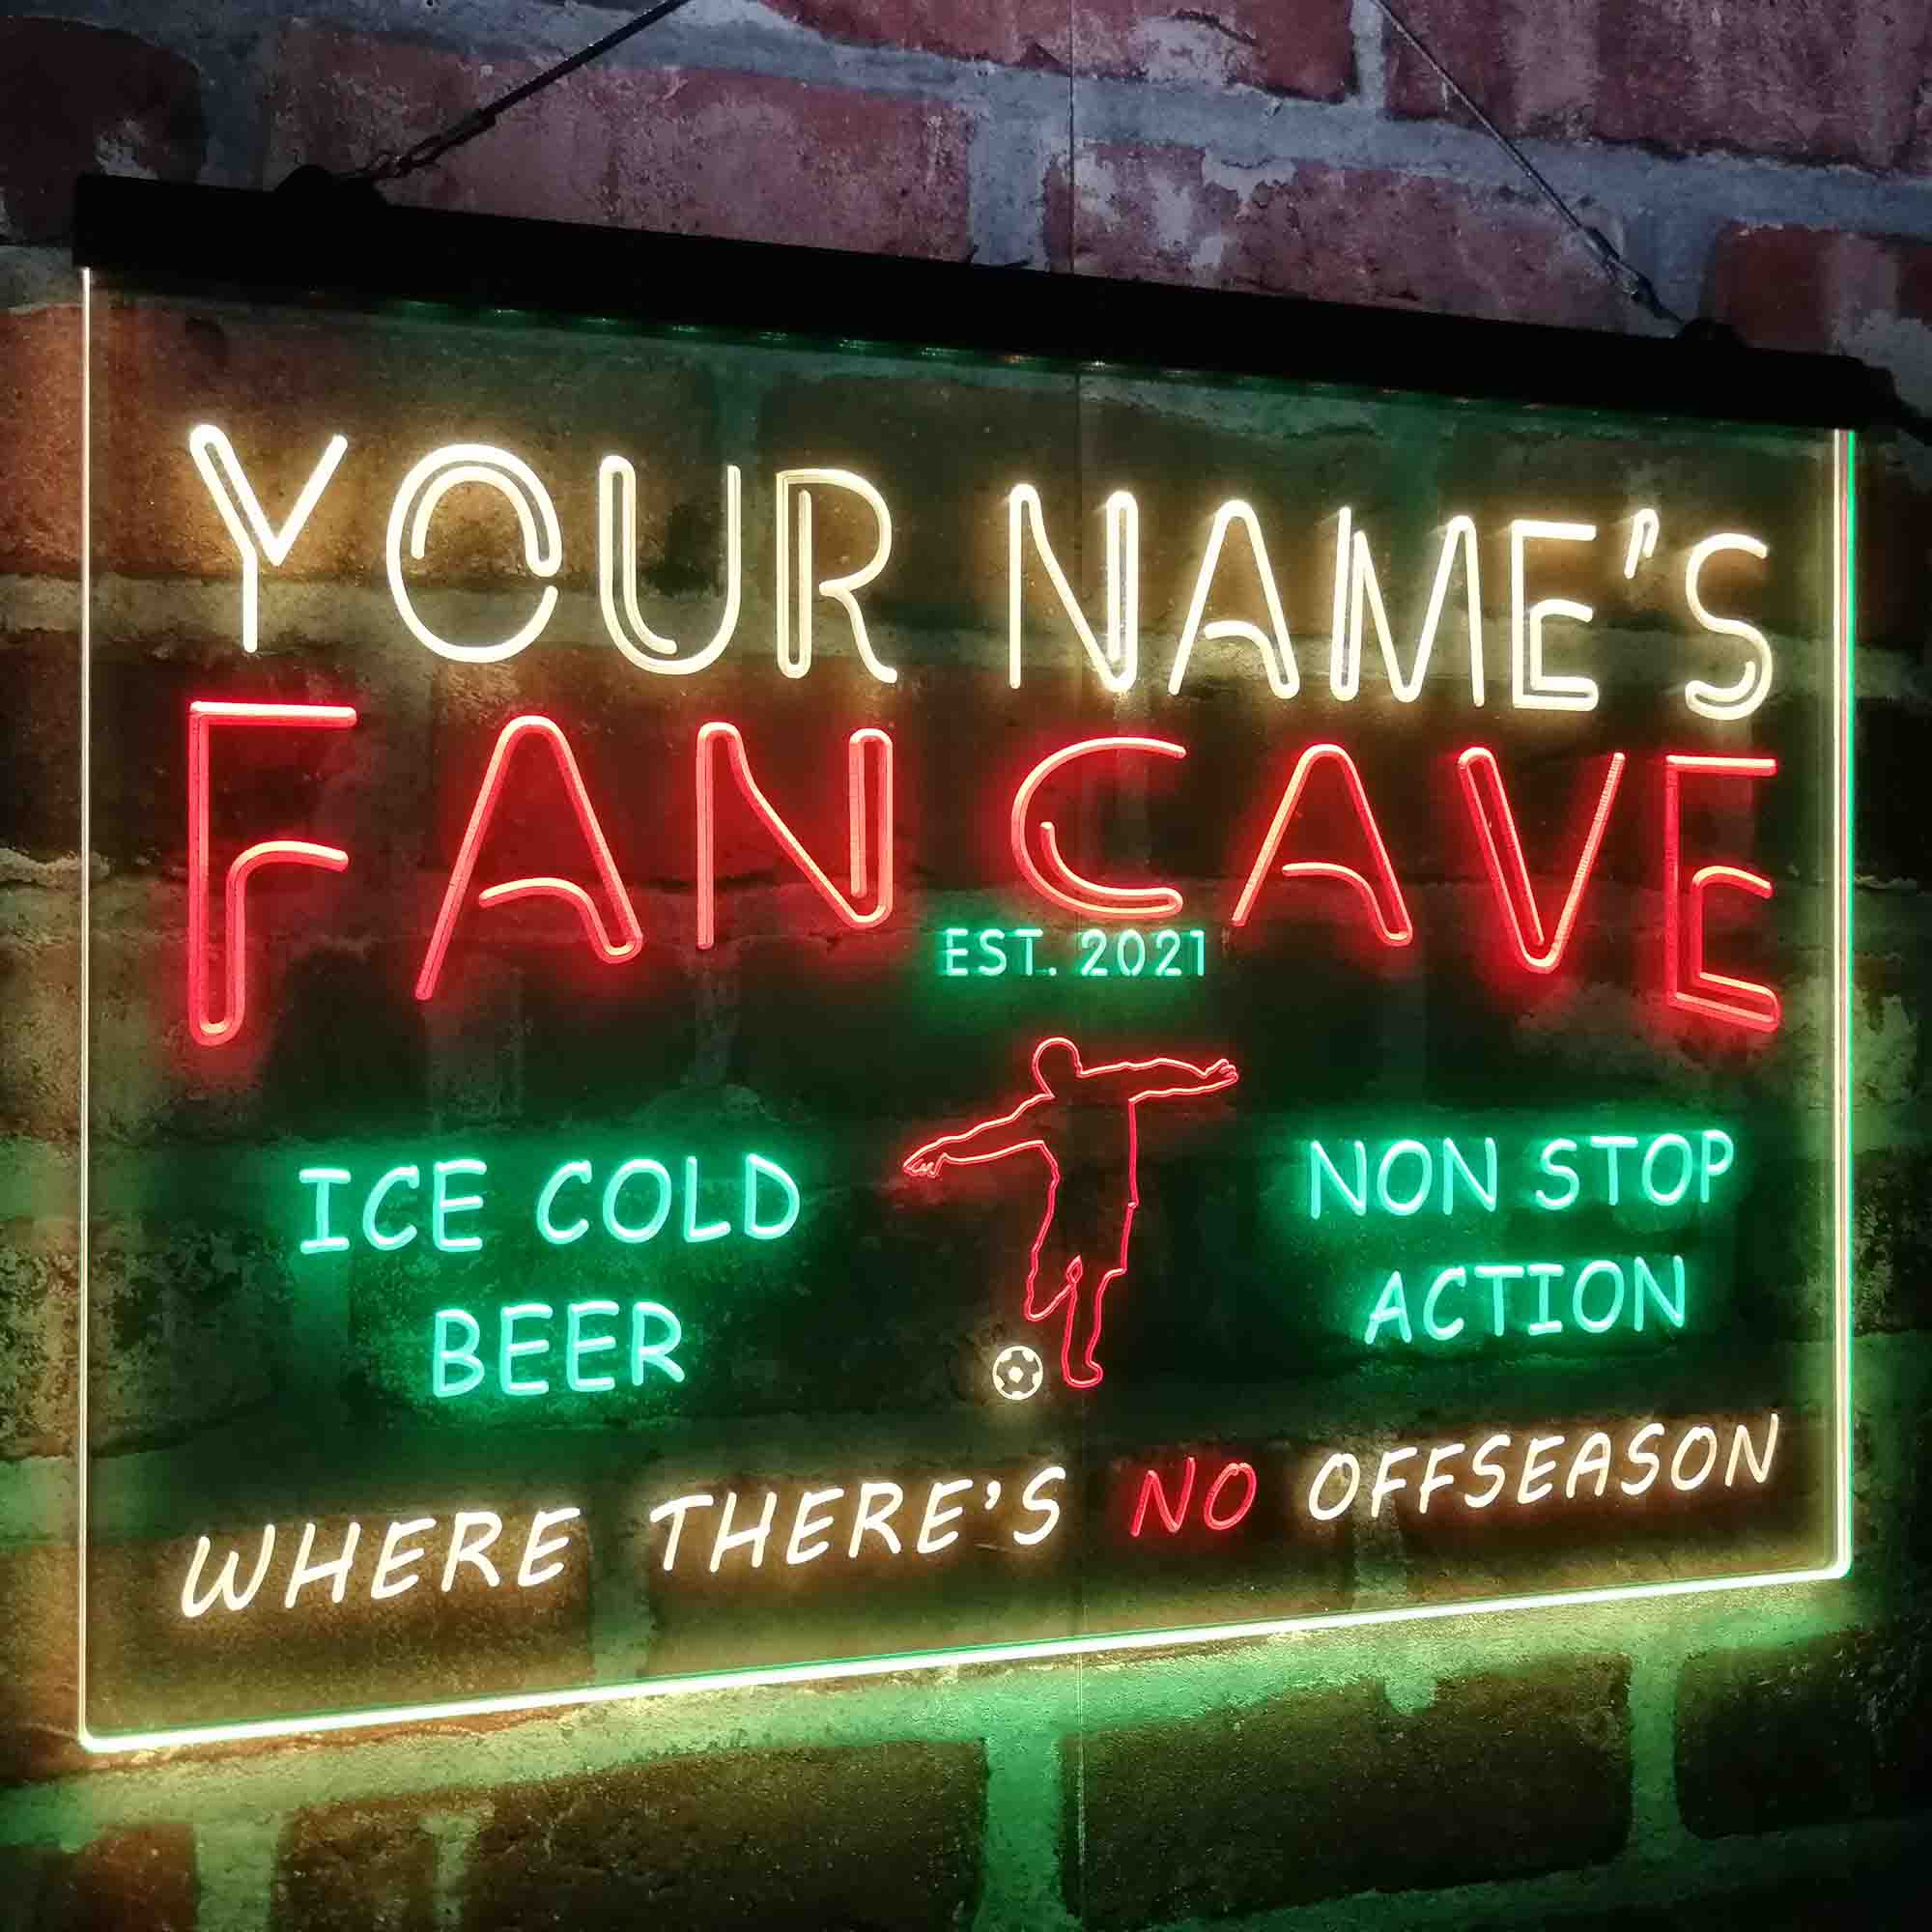 YOUR NAME'S
FAN CAVE
EST. 2021
ICE COLD
BEER
NON STOP
ACTION
WHERE THERE'S NO OFFSEASON